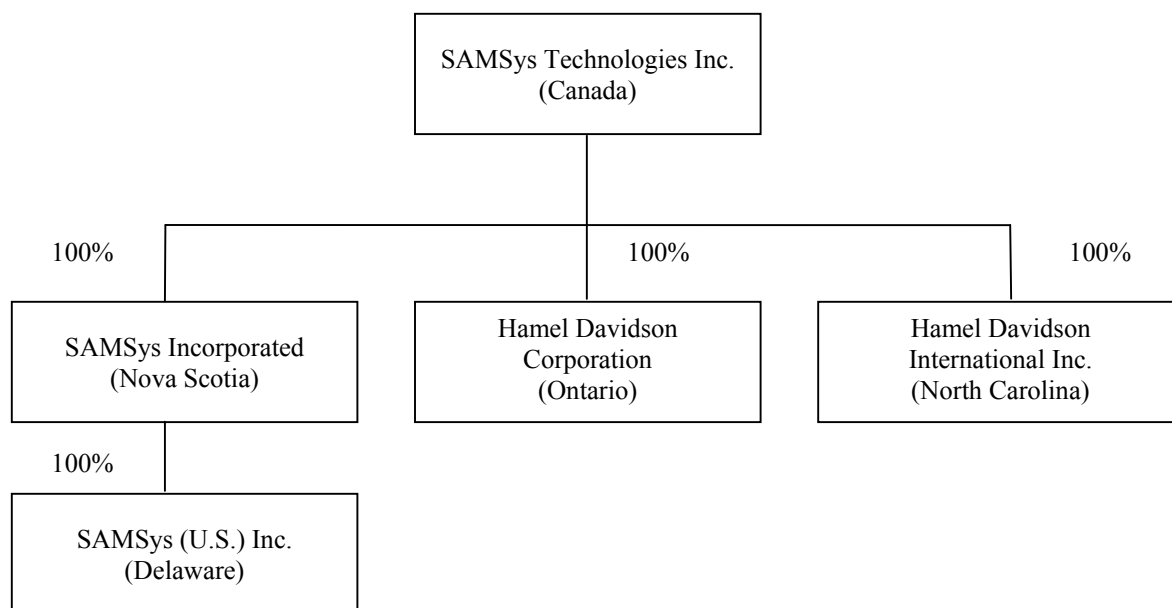 SAMSys Technologies Inc.
(Canada)
100%
100%
100%
SAMSys Incorporated
(Nova Scotia)
Hamel Davidson
Corporation
(Ontario)
Hamel Davidson
International Inc.
(North Carolina)
100%
SAMSys (U.S.) Inc.
(Delaware)